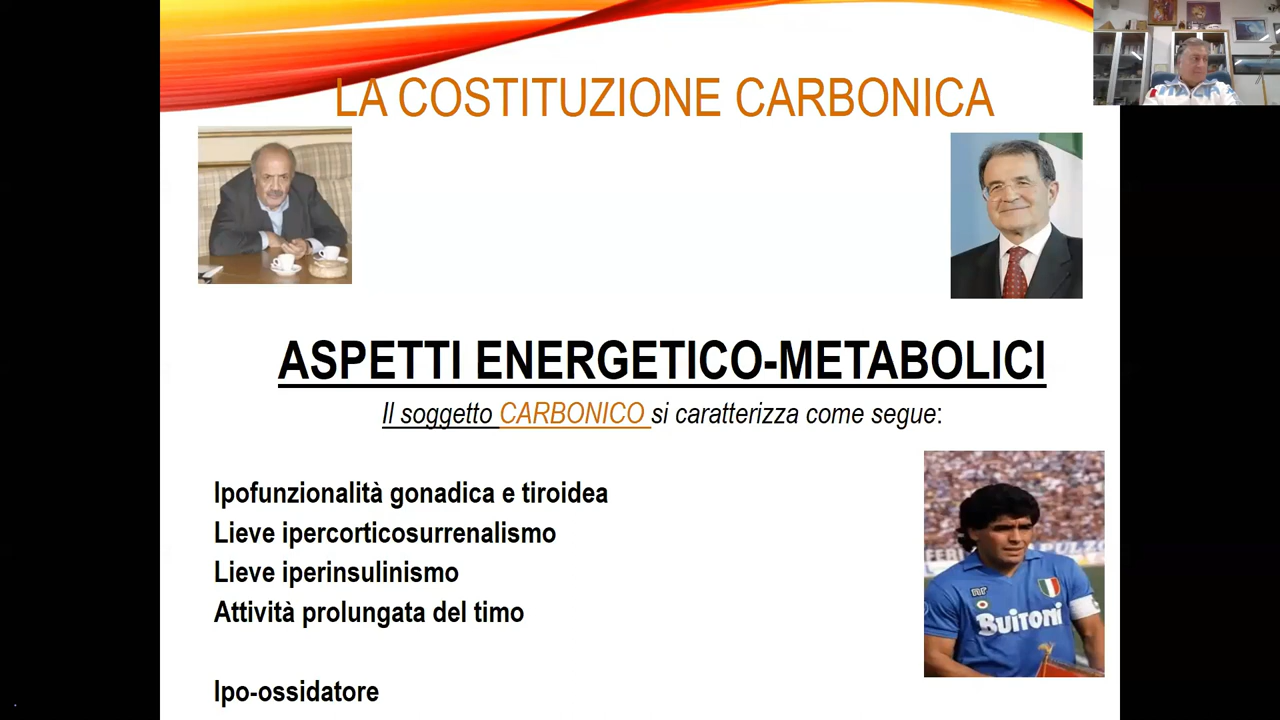 LA COSTITUZIONE CARBONICA
ITALIA
ASPETTI ENERGETICO-METABOLICI
Il soggetto CARBONICO si caratterizza come segue:
Ipofunzionalità gonadica e tiroidea
Lieve ipercorticosurrenalismo
Lieve iperinsulinismo
Attività prolungata del timo
BUITONI
Ipo-ossidatore